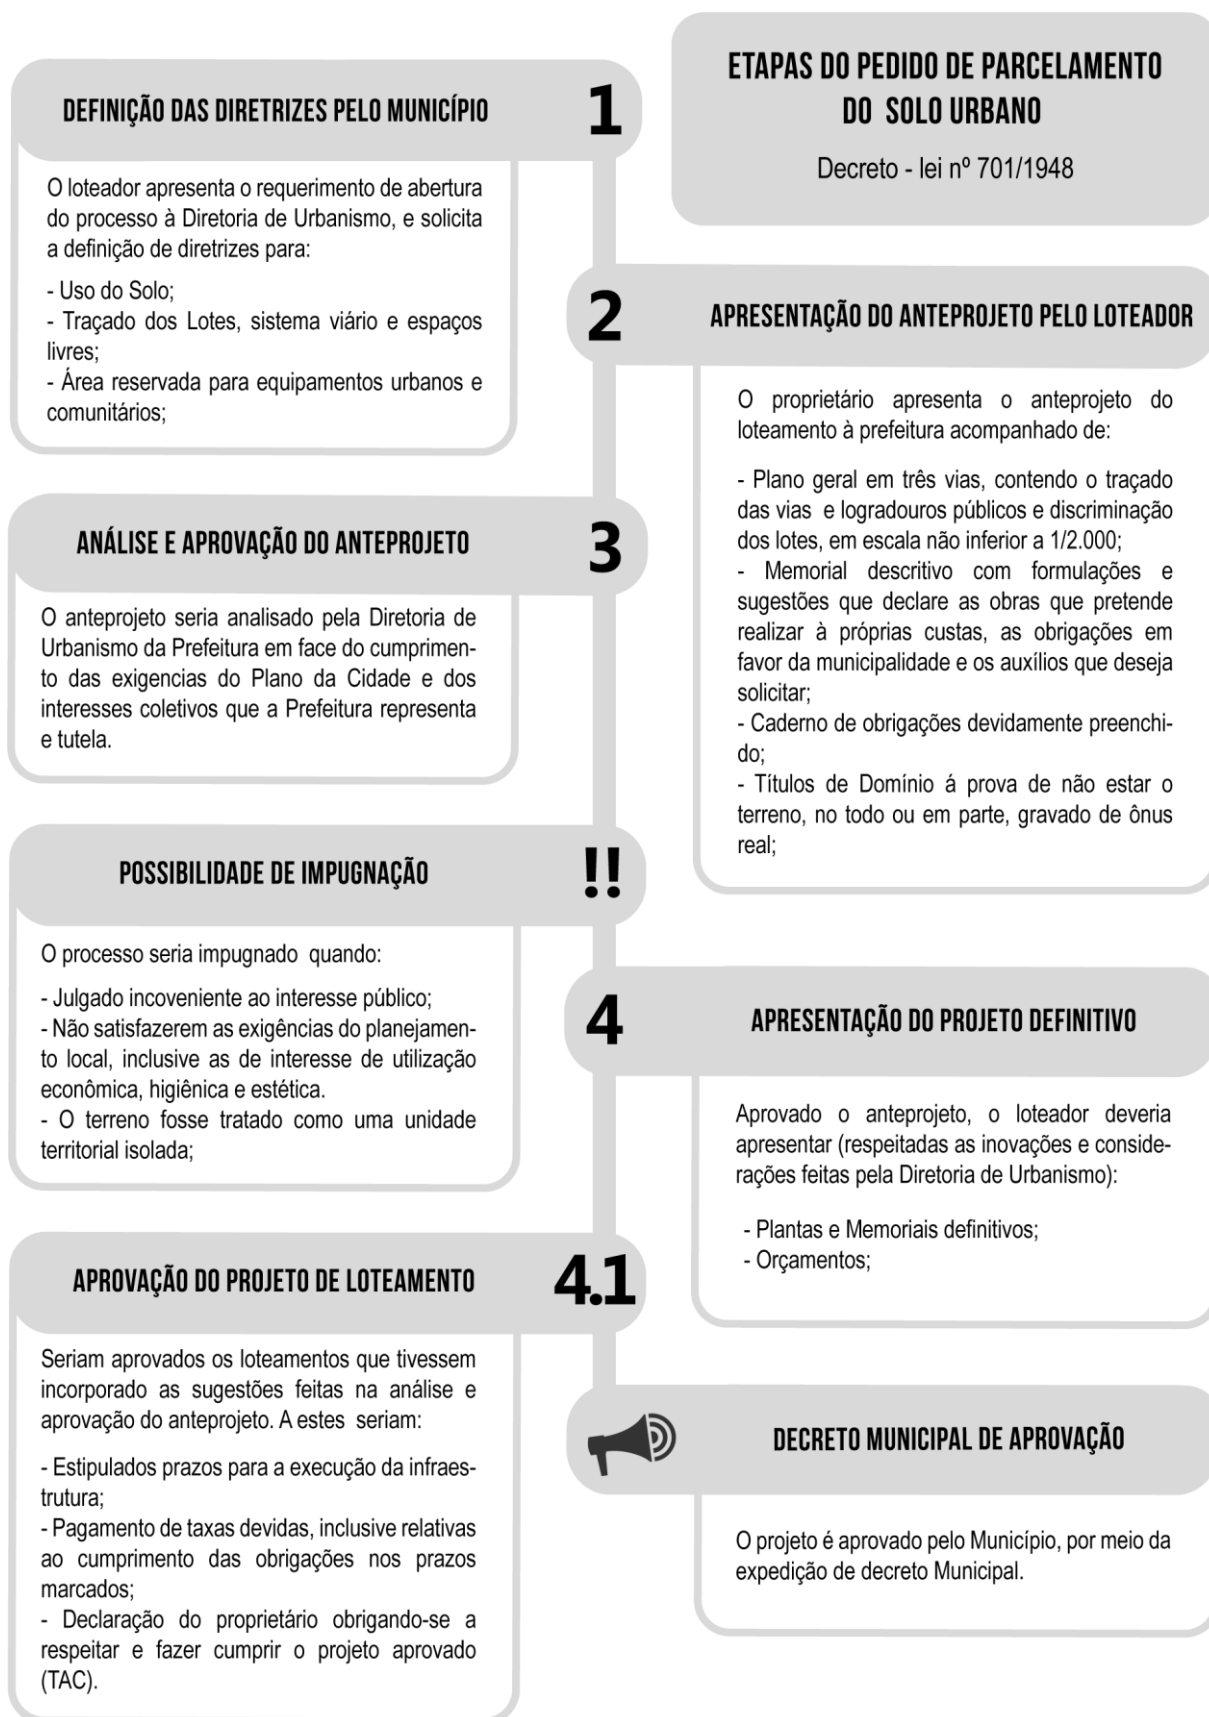 ETAPAS DO PEDIDO DE PARCELAMENTO
DO SOLO URBANO
Decreto - lei nº 701/1948
DEFINIÇÃO DAS DIRETRIZES PELO MUNICÍPIO
1
O loteador apresenta o requerimento de abertura
do processo à Diretoria de Urbanismo, e solicita
a definição de diretrizes para:
- Uso do Solo;
- Traçado dos Lotes, sistema viário e espaços
livres;
- Área reservada para equipamentos urbanos e
comunitários;
2
APRESENTAÇÃO DO ANTEPROJETO PELO LOTEADOR
O proprietário apresenta o anteprojeto do
loteamento à prefeitura acompanhado de:
- Plano geral em três vias, contendo o traçado
das vias e logradouros públicos e discriminação
dos lotes, em escala não inferior a 1/2.000;
- Memorial descritivo com formulações e
sugestões que declare as obras que pretende
realizar à próprias custas, as obrigações em
favor da municipalidade e os auxílios que deseja
solicitar;
- Caderno de obrigações devidamente preenchi-
do;
- Títulos de Domínio á prova de não estar o
terreno, no todo ou em parte, gravado de ônus
real;
ANÁLISE E APROVAÇÃO DO ANTEPROJETO
3
O anteprojeto seria analisado pela Diretoria de
Urbanismo da Prefeitura em face do cumprimen-
to das exigencias do Plano da Cidade e dos
interesses coletivos que a Prefeitura representa
e tutela.
POSSIBILIDADE DE IMPUGNAÇÃO
!!
O processo seria impugnado quando:
- Julgado incoveniente ao interesse público;
- Não satisfazerem as exigências do planejamen-
to local, inclusive as de interesse de utilização
econômica, higiênica e estética.
- O terreno fosse tratado como uma unidade
territorial isolada;
4
APRESENTAÇÃO DO PROJETO DEFINITIVO
Aprovado o anteprojeto, o loteador deveria
apresentar (respeitadas as inovações e conside-
rações feitas pela Diretoria de Urbanismo):
- Plantas e Memoriais definitivos;
- Orçamentos;
APROVAÇÃO DO PROJETO DE LOTEAMENTO
4.1
Seriam aprovados os loteamentos que tivessem
incorporado as sugestões feitas na análise e
aprovação do anteprojeto. A estes seriam:
- Estipulados prazos para a execução da infraes-
trutura;
- Pagamento de taxas devidas, inclusive relativas
ao cumprimento das obrigações nos prazos
marcados;
- Declaração do proprietário obrigando-se a
respeitar e fazer cumprir o projeto aprovado
(TAC).
DECRETO MUNICIPAL DE APROVAÇÃO
O projeto é aprovado pelo Município, por meio da
expedição de decreto Municipal.